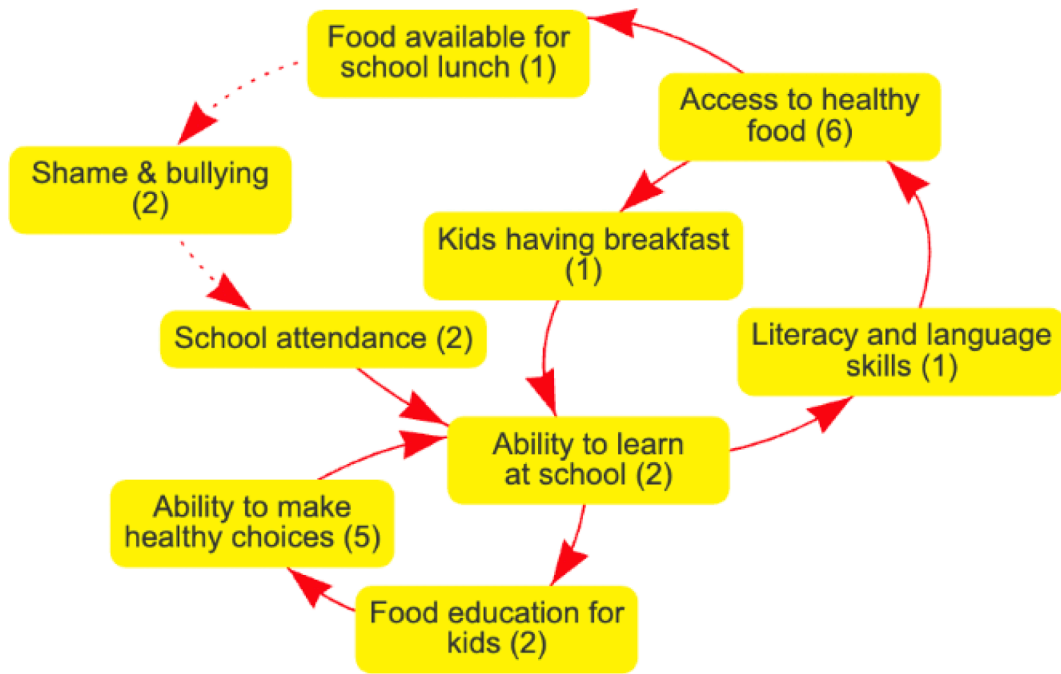 Food available for
school lunch (1)
Access to healthy
food (6)
Shame & bullying
(2)
Kids having breakfast
(1)
School attendance (2)
Literacy and language
skills (1)
Ability to learn
at school (2)
Ability to make
healthy choices (5)
Food education for
kids (2)